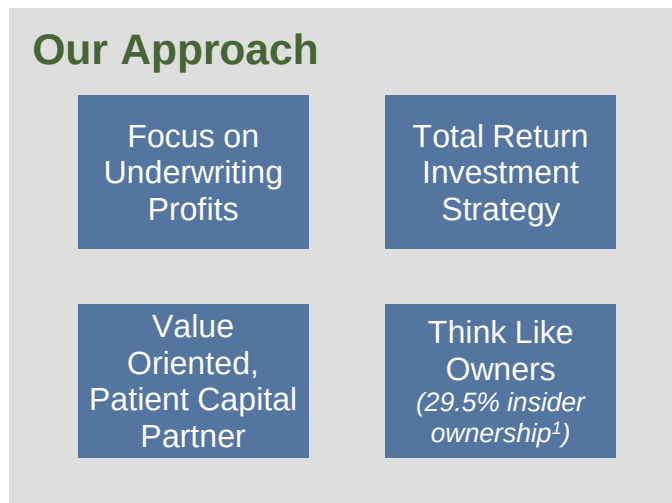 Our Approach
Focus on
Underwriting
Profits
Total Return
Investment
Strategy
Value
Oriented,
Patient Capital
Partner
Think Like
Owners
(29.5% insider
ownership¹)